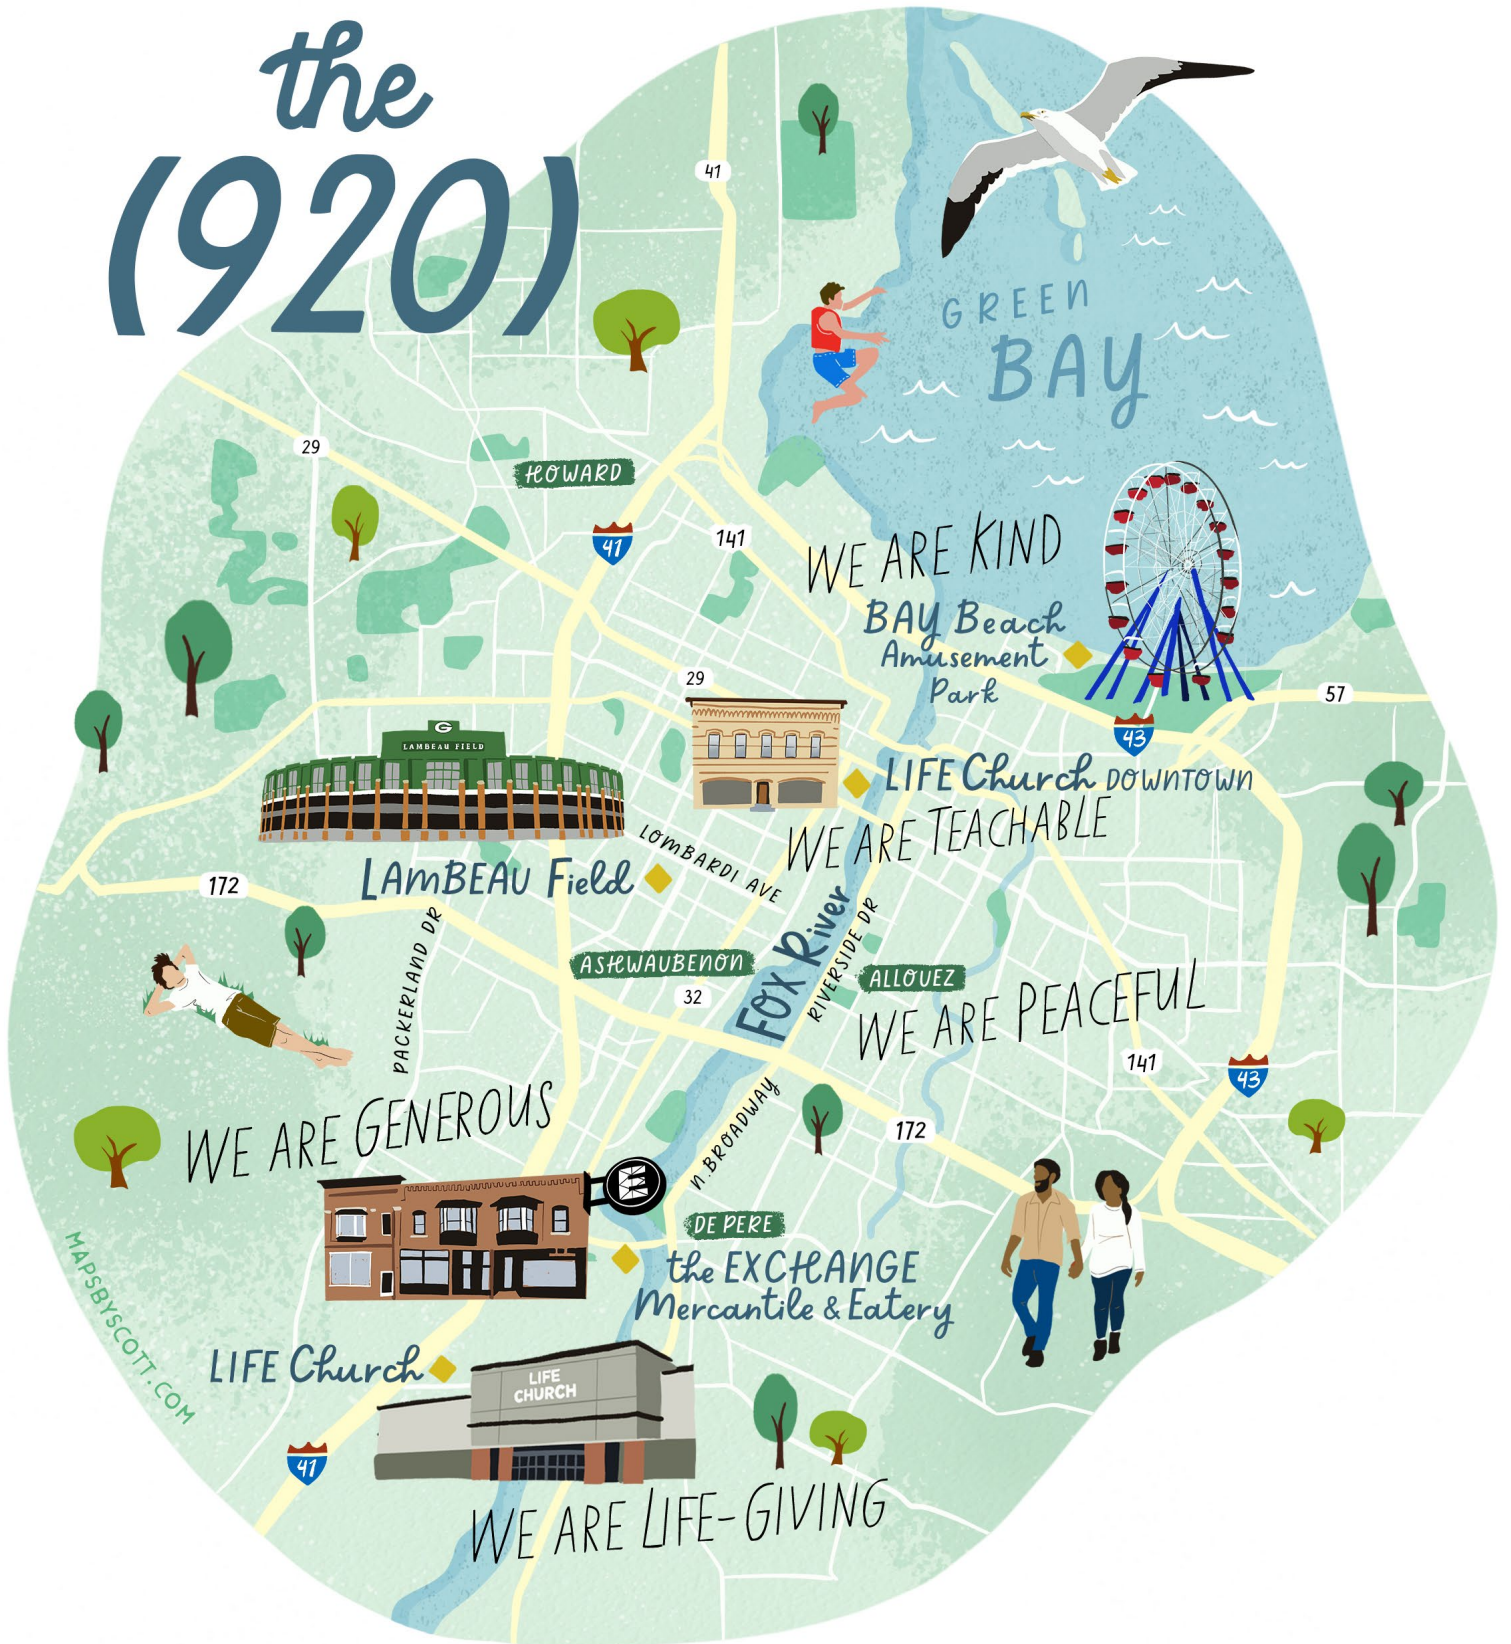 the
(920)
41
GREEN
BAY
29
HOWARD
41
141
WE ARE KIND
BAY Beach
Amusement
Park
29
57
43
G
LAMBEAU FIELD
LIFE Church DOWNTOWN
WE ARE TEACHABLE
LOMBARDI AVE
LAMBEAU Field
172
PACKERLAND DR
FOX River
RIVERSIDE DR
ASHWAUBENON
32
ALLOUEZ
WE ARE PEACEFUL
141
43
WE ARE GENEROUS
N. BROADWAY
172
E
DE PERE
the EXCHANGE
Mercantile & Eatery
MAPSBYSCOTT.COM
LIFE Church
LIFE
CHURCH
41
WE ARE LIFE-GIVING